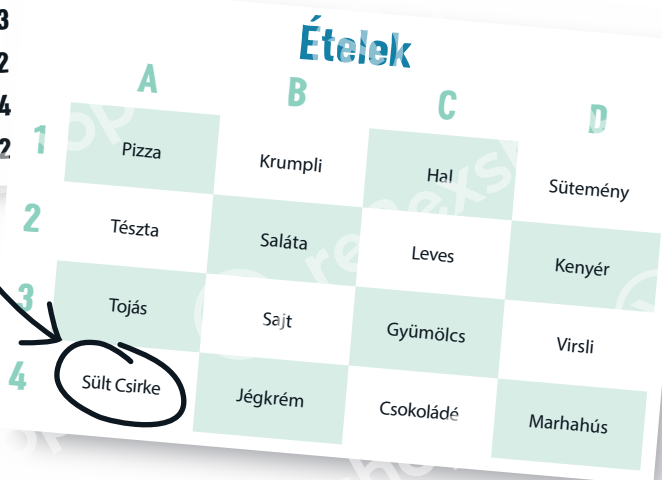 3
2
4
2
Ételek
A B C D
1 Pizza Krumpli Hal Sütemény
2 Tészta Saláta Leves Kenyér
3 Tojás Sajt Gyümölcs Virsli
4 Sült Csirke Jégkrém Csokoládé Marhahús